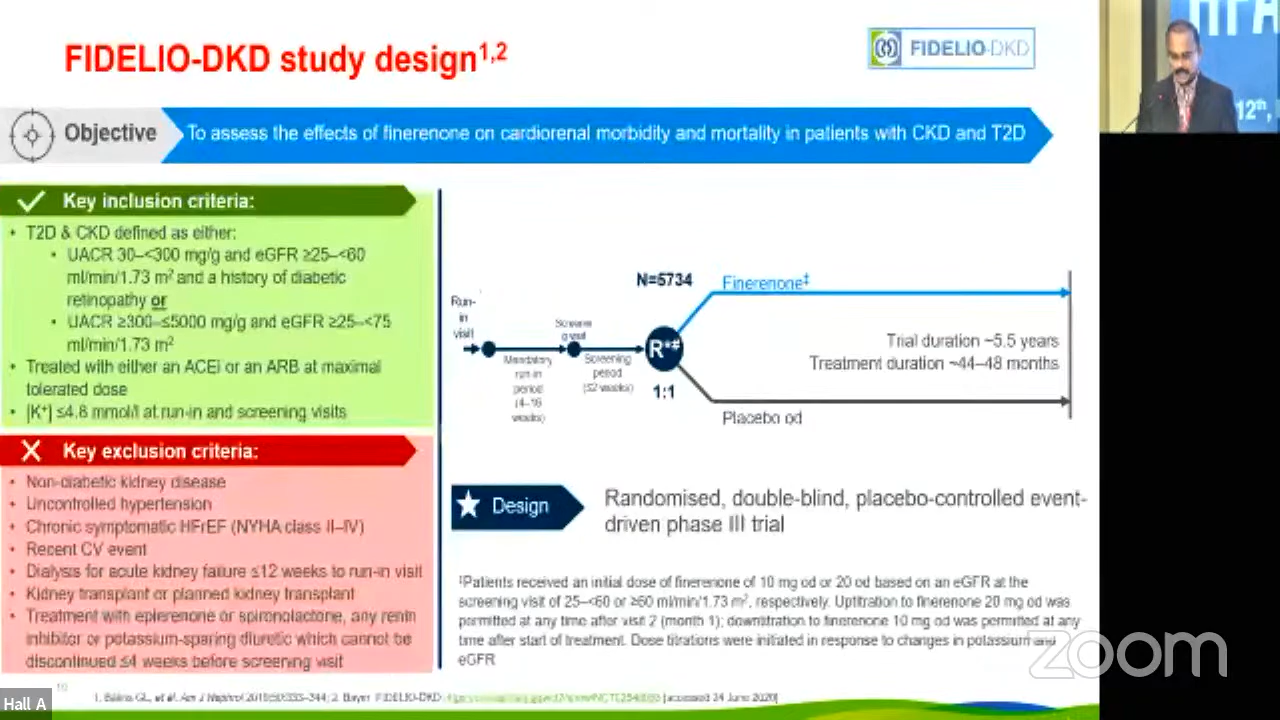 FIDELIO-DKD study design1,2
FIDELIO-DKD
HFA
12th,
Objective
To assess the effects of finerenone on cardiorenal morbidity and mortality in patients with CKD and T2D
Key inclusion criteria:
• T2D & CKD defined as either:
• UACR 30–<300 mg/g and eGFR ≥25–<60
ml/min/1.73 m² and a history of diabetic
retinopathy or
• UACR ≥300–≤5000 mg/g and eGFR ≥25–<75
ml/min/1.73 m²
• Treated with either an ACEi or an ARB at maximal
tolerated dose
• [K⁺] ≤4.8 mmol/l at run-in and screening visits
Key exclusion criteria:
• Non-diabetic kidney disease
• Uncontrolled hypertension
• Chronic symptomatic HFrEF (NYHA class II–IV)
• Recent CV event
• Dialysis for acute kidney failure ≤12 weeks to run-in visit
• Kidney transplant or planned kidney transplant
• Treatment with eplerenone or spironolactone, any renin
inhibitor or potassium-sparing diuretic which cannot be
discontinued ≤4 weeks before screening visit
Run-
in
visit
Mandatory
run-in
period
(4–16
weeks)
Screening
period
(≤2 weeks)
N=5734
R*#
1:1
Finerenone‡
Trial duration ~5.5 years
Treatment duration ~44–48 months
Placebo od
Design
Randomised, double-blind, placebo-controlled event-
driven phase III trial
‡Patients received an initial dose of finerenone of 10 mg od or 20 od based on an eGFR at the
screening visit of 25–<60 or ≥60 ml/min/1.73 m², respectively. Uptitration to finerenone 20 mg od was
permitted at any time after visit 2 (month 1); downtitration to finerenone 10 mg od was permitted at any
time after start of treatment. Dose titrations were initiated in response to changes in potassium and
eGFR
zoom
1. Bakris GL, et al. Am J Nephrol 2019;50:333–344; 2. Bayer. FIDELIO-DKD. [accessed 24 June 2020]
Hall A